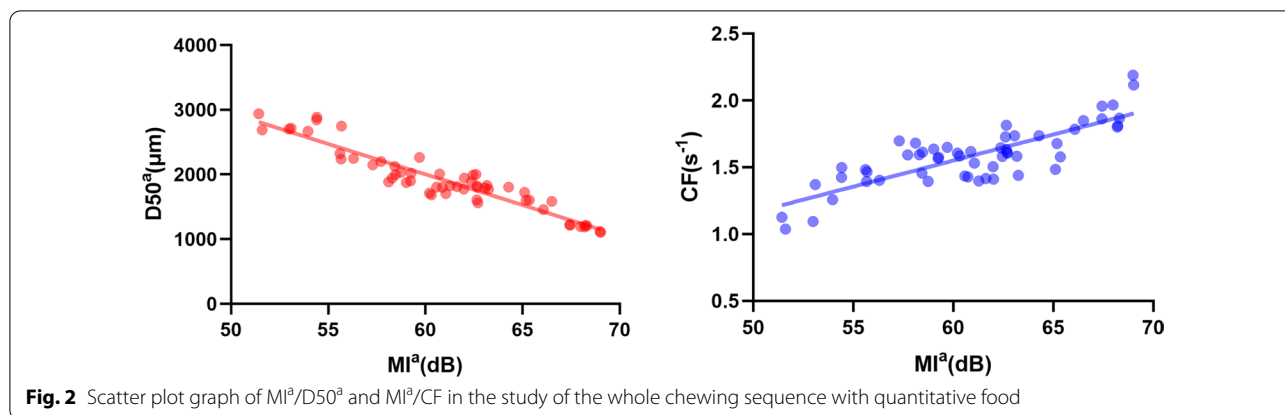 4000
3000
2000
1000
0
50 55 60 65 70
D50ᵃ(µm)
MIᵃ(dB)
2.5
2.0
1.5
1.0
0.5
50 55 60 65 70
CF(s⁻¹)
MIᵃ(dB)
Fig. 2 Scatter plot graph of MIᵃ/D50ᵃ and MIᵃ/CF in the study of the whole chewing sequence with quantitative food